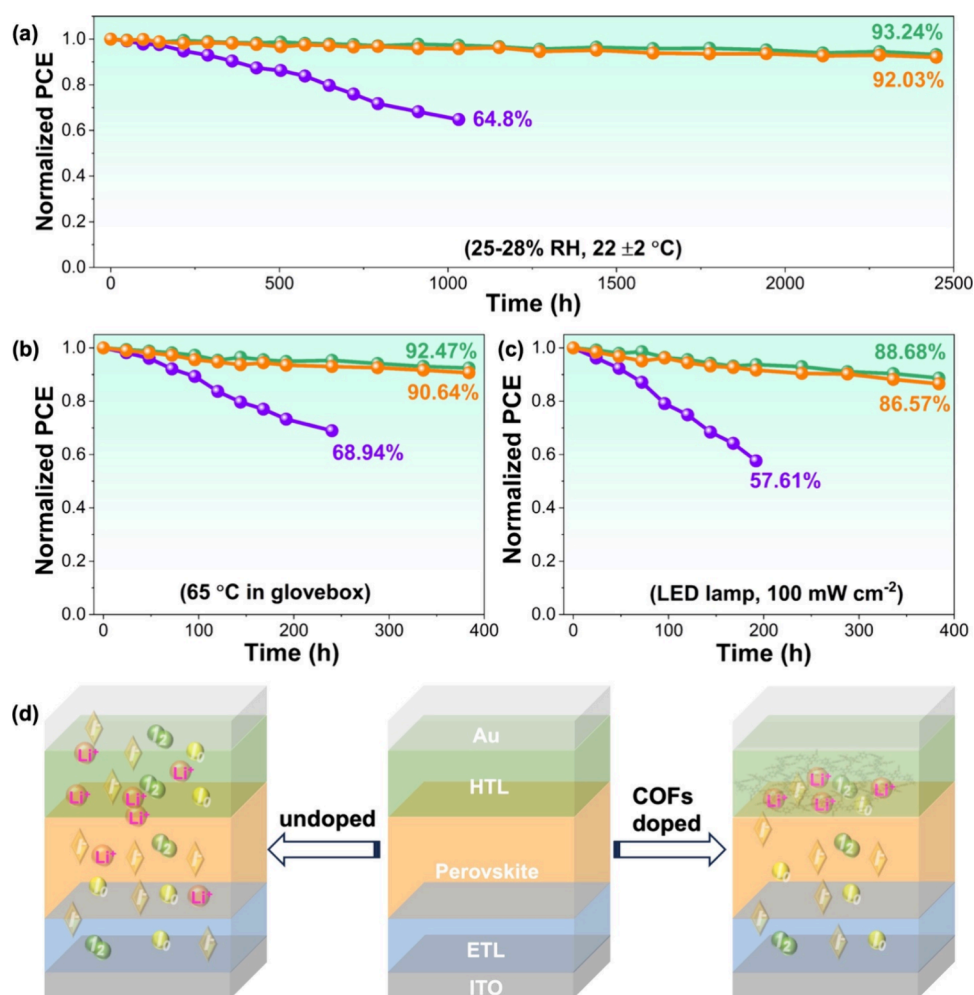 (a)
Normalized PCE
1.0
0.8
0.6
0.4
0.2
0.0
93.24%
92.03%
64.8%
(25-28% RH, 22 ±2 °C)
0 500 1000 1500 2000 2500
Time (h)
(b)
Normalized PCE
1.0
0.8
0.6
0.4
0.2
0.0
92.47%
90.64%
68.94%
(65 °C in glovebox)
0 100 200 300 400
Time (h)
(c)
Normalized PCE
1.0
0.8
0.6
0.4
0.2
0.0
88.68%
86.57%
57.61%
(LED lamp, 100 mW cm⁻²)
0 100 200 300 400
Time (h)
(d)
Li⁺
Li⁺
Li⁺
Li⁺
Li⁺
Li⁺
Li⁺
undoped
Au
HTL
Perovskite
ETL
ITO
COFs
doped
Li⁺
Li⁺
Li⁺
Li⁺